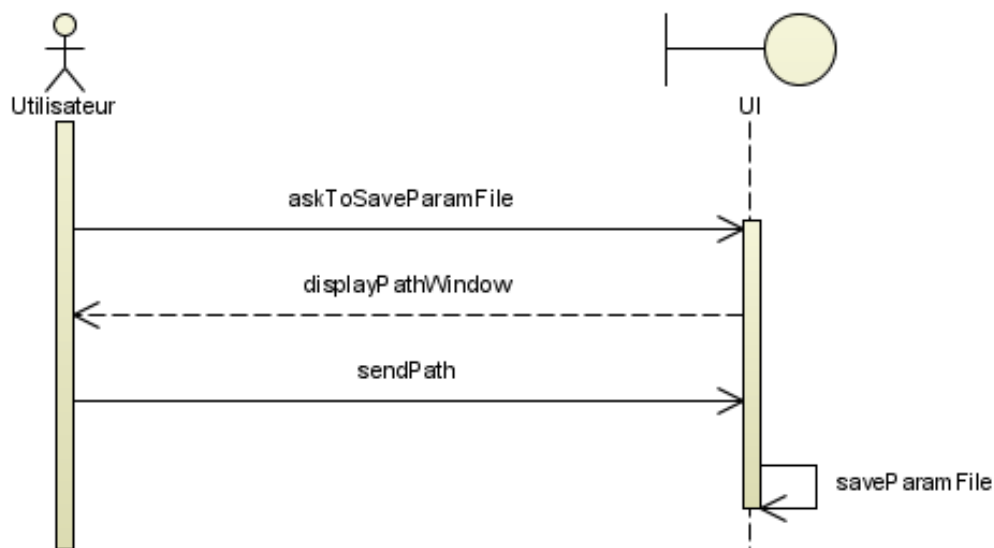 Utilisateur
UI
askToSaveParamFile
displayPathWindow
sendPath
saveParamFile